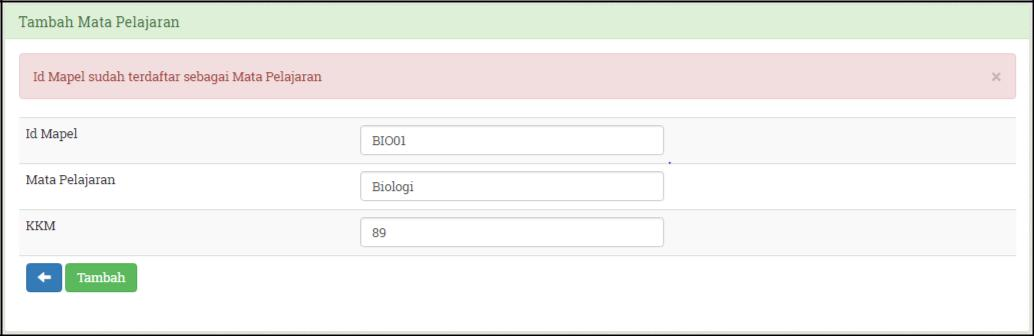 Tambah Mata Pelajaran
Id Mapel sudah terdaftar sebagai Mata Pelajaran ×
Id Mapel BIO01
Mata Pelajaran Biologi
KKM 89
Tambah